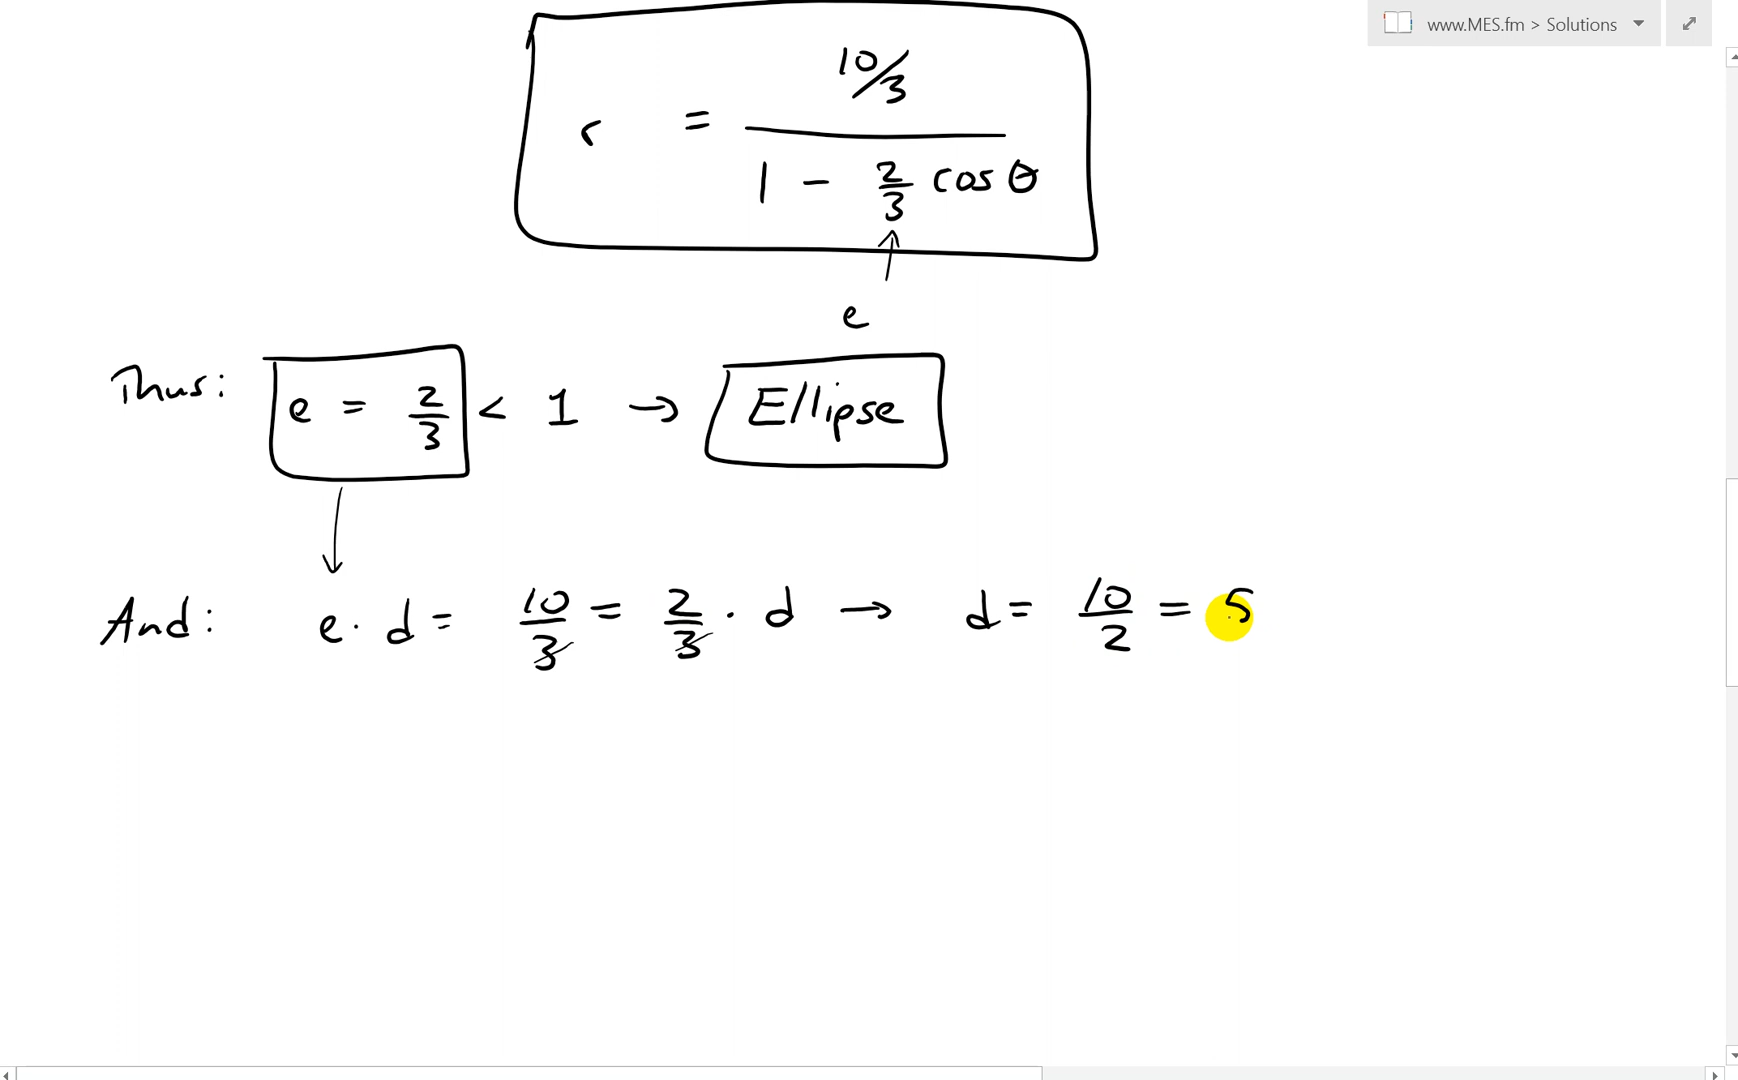 www.MES.fm > Solutions
r = 10/3 / 1 - 2/3 cos θ
e
Thus: e = 2/3 < 1 → Ellipse
And: e · d = 10/3 = 2/3 · d → d = 10/2 = 5